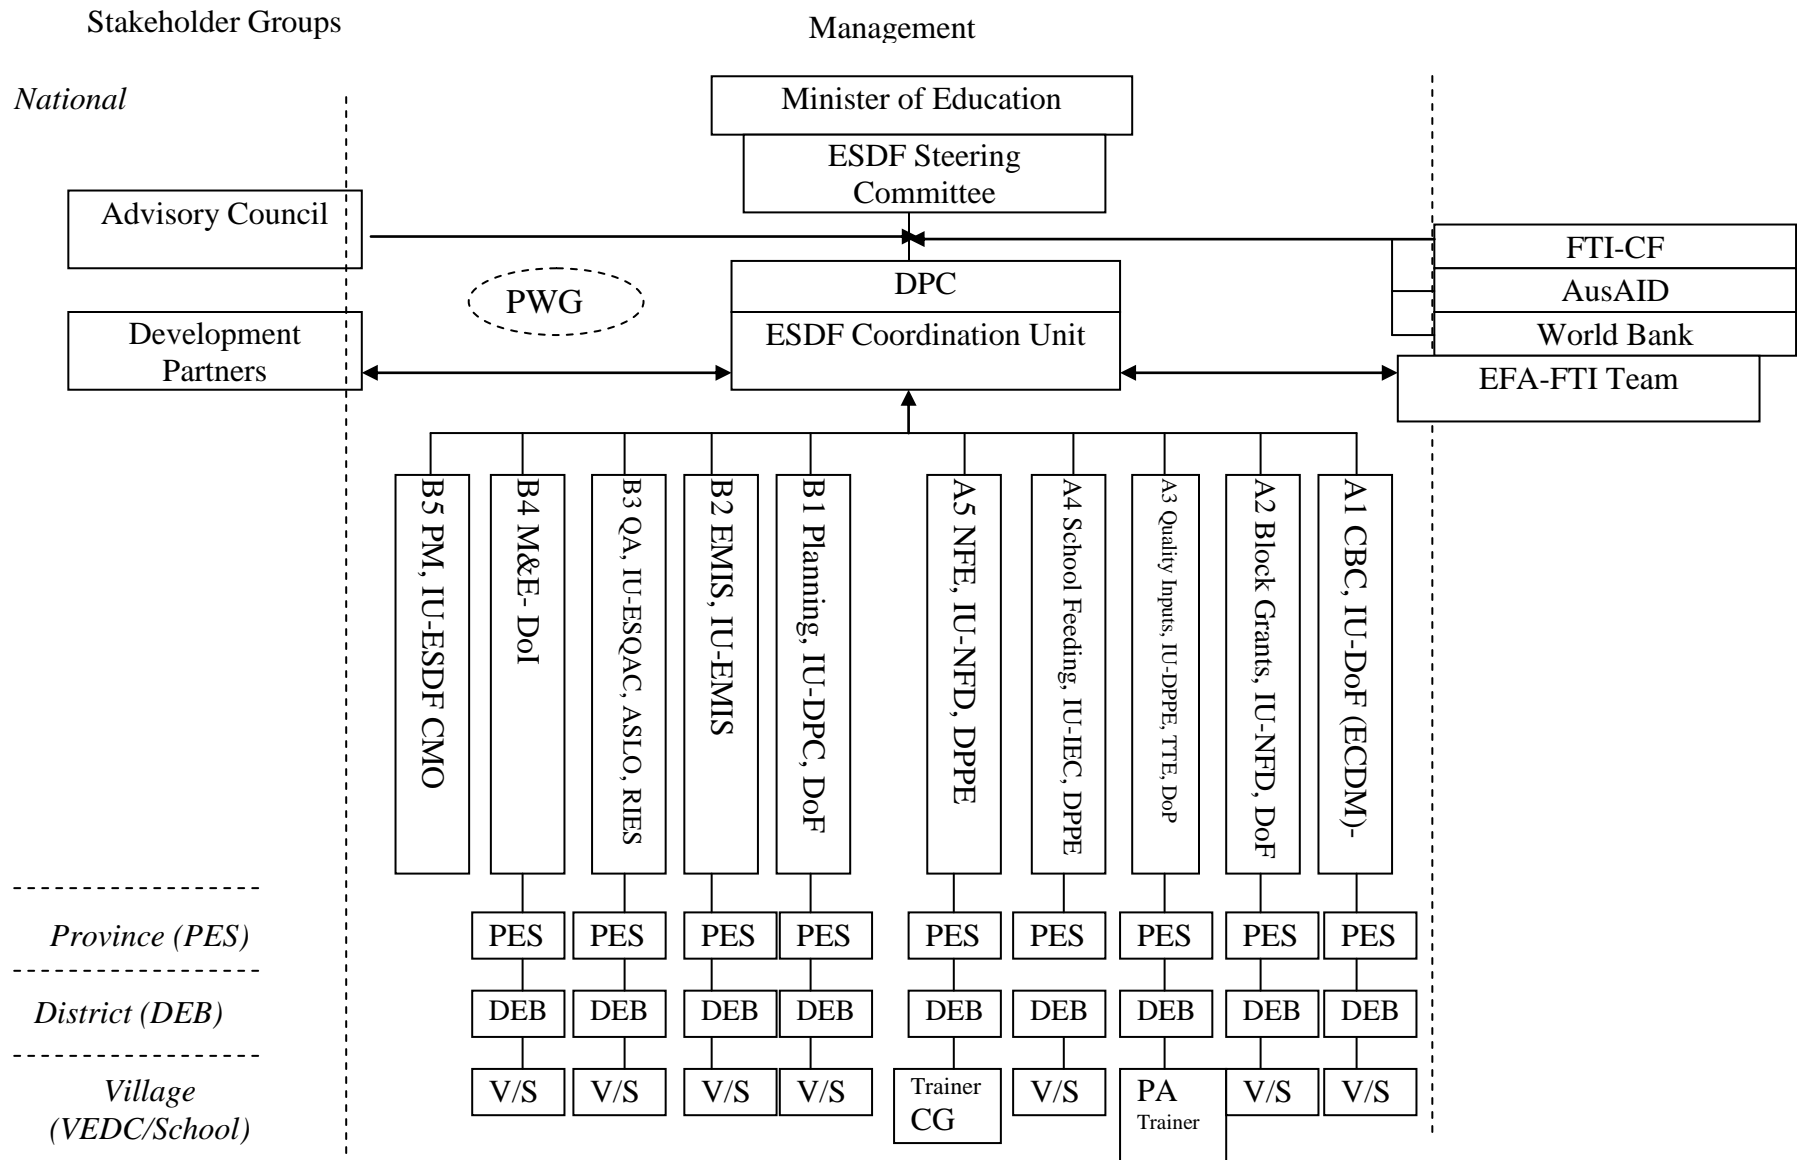 Stakeholder Groups
Management
National
Minister of Education
ESDF Steering
Committee
Advisory Council
FTI-CF
PWG
DPC
AusAID
Development
Partners
ESDF Coordination Unit
World Bank
EFA-FTI Team
B5 PM, IU-ESDF CMO
B4 M&E- DoI
B3 QA, IU-ESQAC, ASLO, RIES
B2 EMIS, IU-EMIS
B1 Planning, IU-DPC, DoF
A5 NFE, IU-NFD, DPPE
A4 School Feeding, IU-IEC, DPPE
A3 Quality Inputs, IU-DPPE, TTE, DoP
A2 Block Grants, IU-NFD, DoF
A1 CBC, IU-DoF (ECDM)-
Province (PES)
PES PES PES PES PES PES PES PES PES
District (DEB)
DEB DEB DEB DEB DEB DEB DEB DEB DEB
Village
(VEDC/School)
V/S V/S V/S V/S
Trainer
CG
V/S
PA
Trainer
V/S V/S